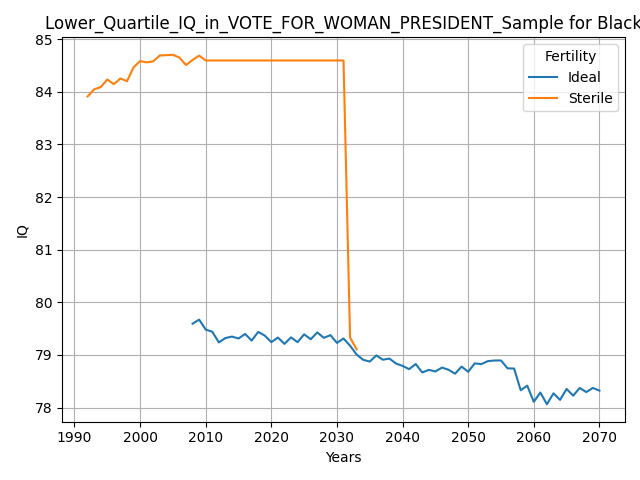 Lower_Quartile_IQ_in_VOTE_FOR_WOMAN_PRESIDENT_Sample for Black
85
84
83
82
81
80
79
78
IQ
Fertility
Ideal
Sterile
1990 2000 2010 2020 2030 2040 2050 2060 2070
Years